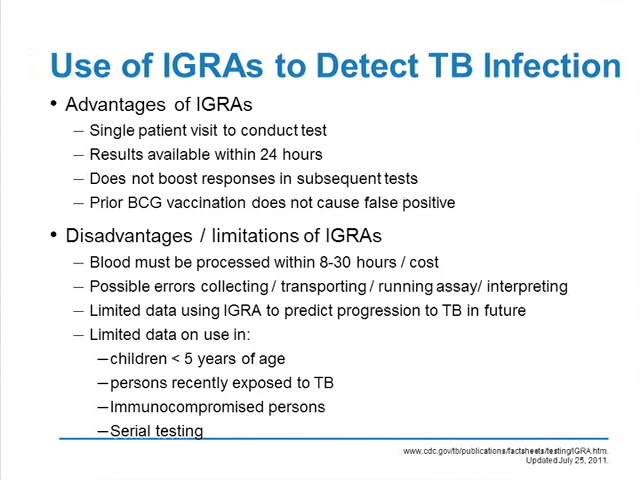 Use of IGRAs to Detect TB Infection
• Advantages of IGRAs
– Single patient visit to conduct test
– Results available within 24 hours
– Does not boost responses in subsequent tests
– Prior BCG vaccination does not cause false positive
• Disadvantages / limitations of IGRAs
– Blood must be processed within 8-30 hours / cost
– Possible errors collecting / transporting / running assay/ interpreting
– Limited data using IGRA to predict progression to TB in future
– Limited data on use in:
–children < 5 years of age
–persons recently exposed to TB
–Immunocompromised persons
–Serial testing
www.cdc.gov/tb/publications/factsheets/testing/IGRA.htm.
Updated July 25, 2011.